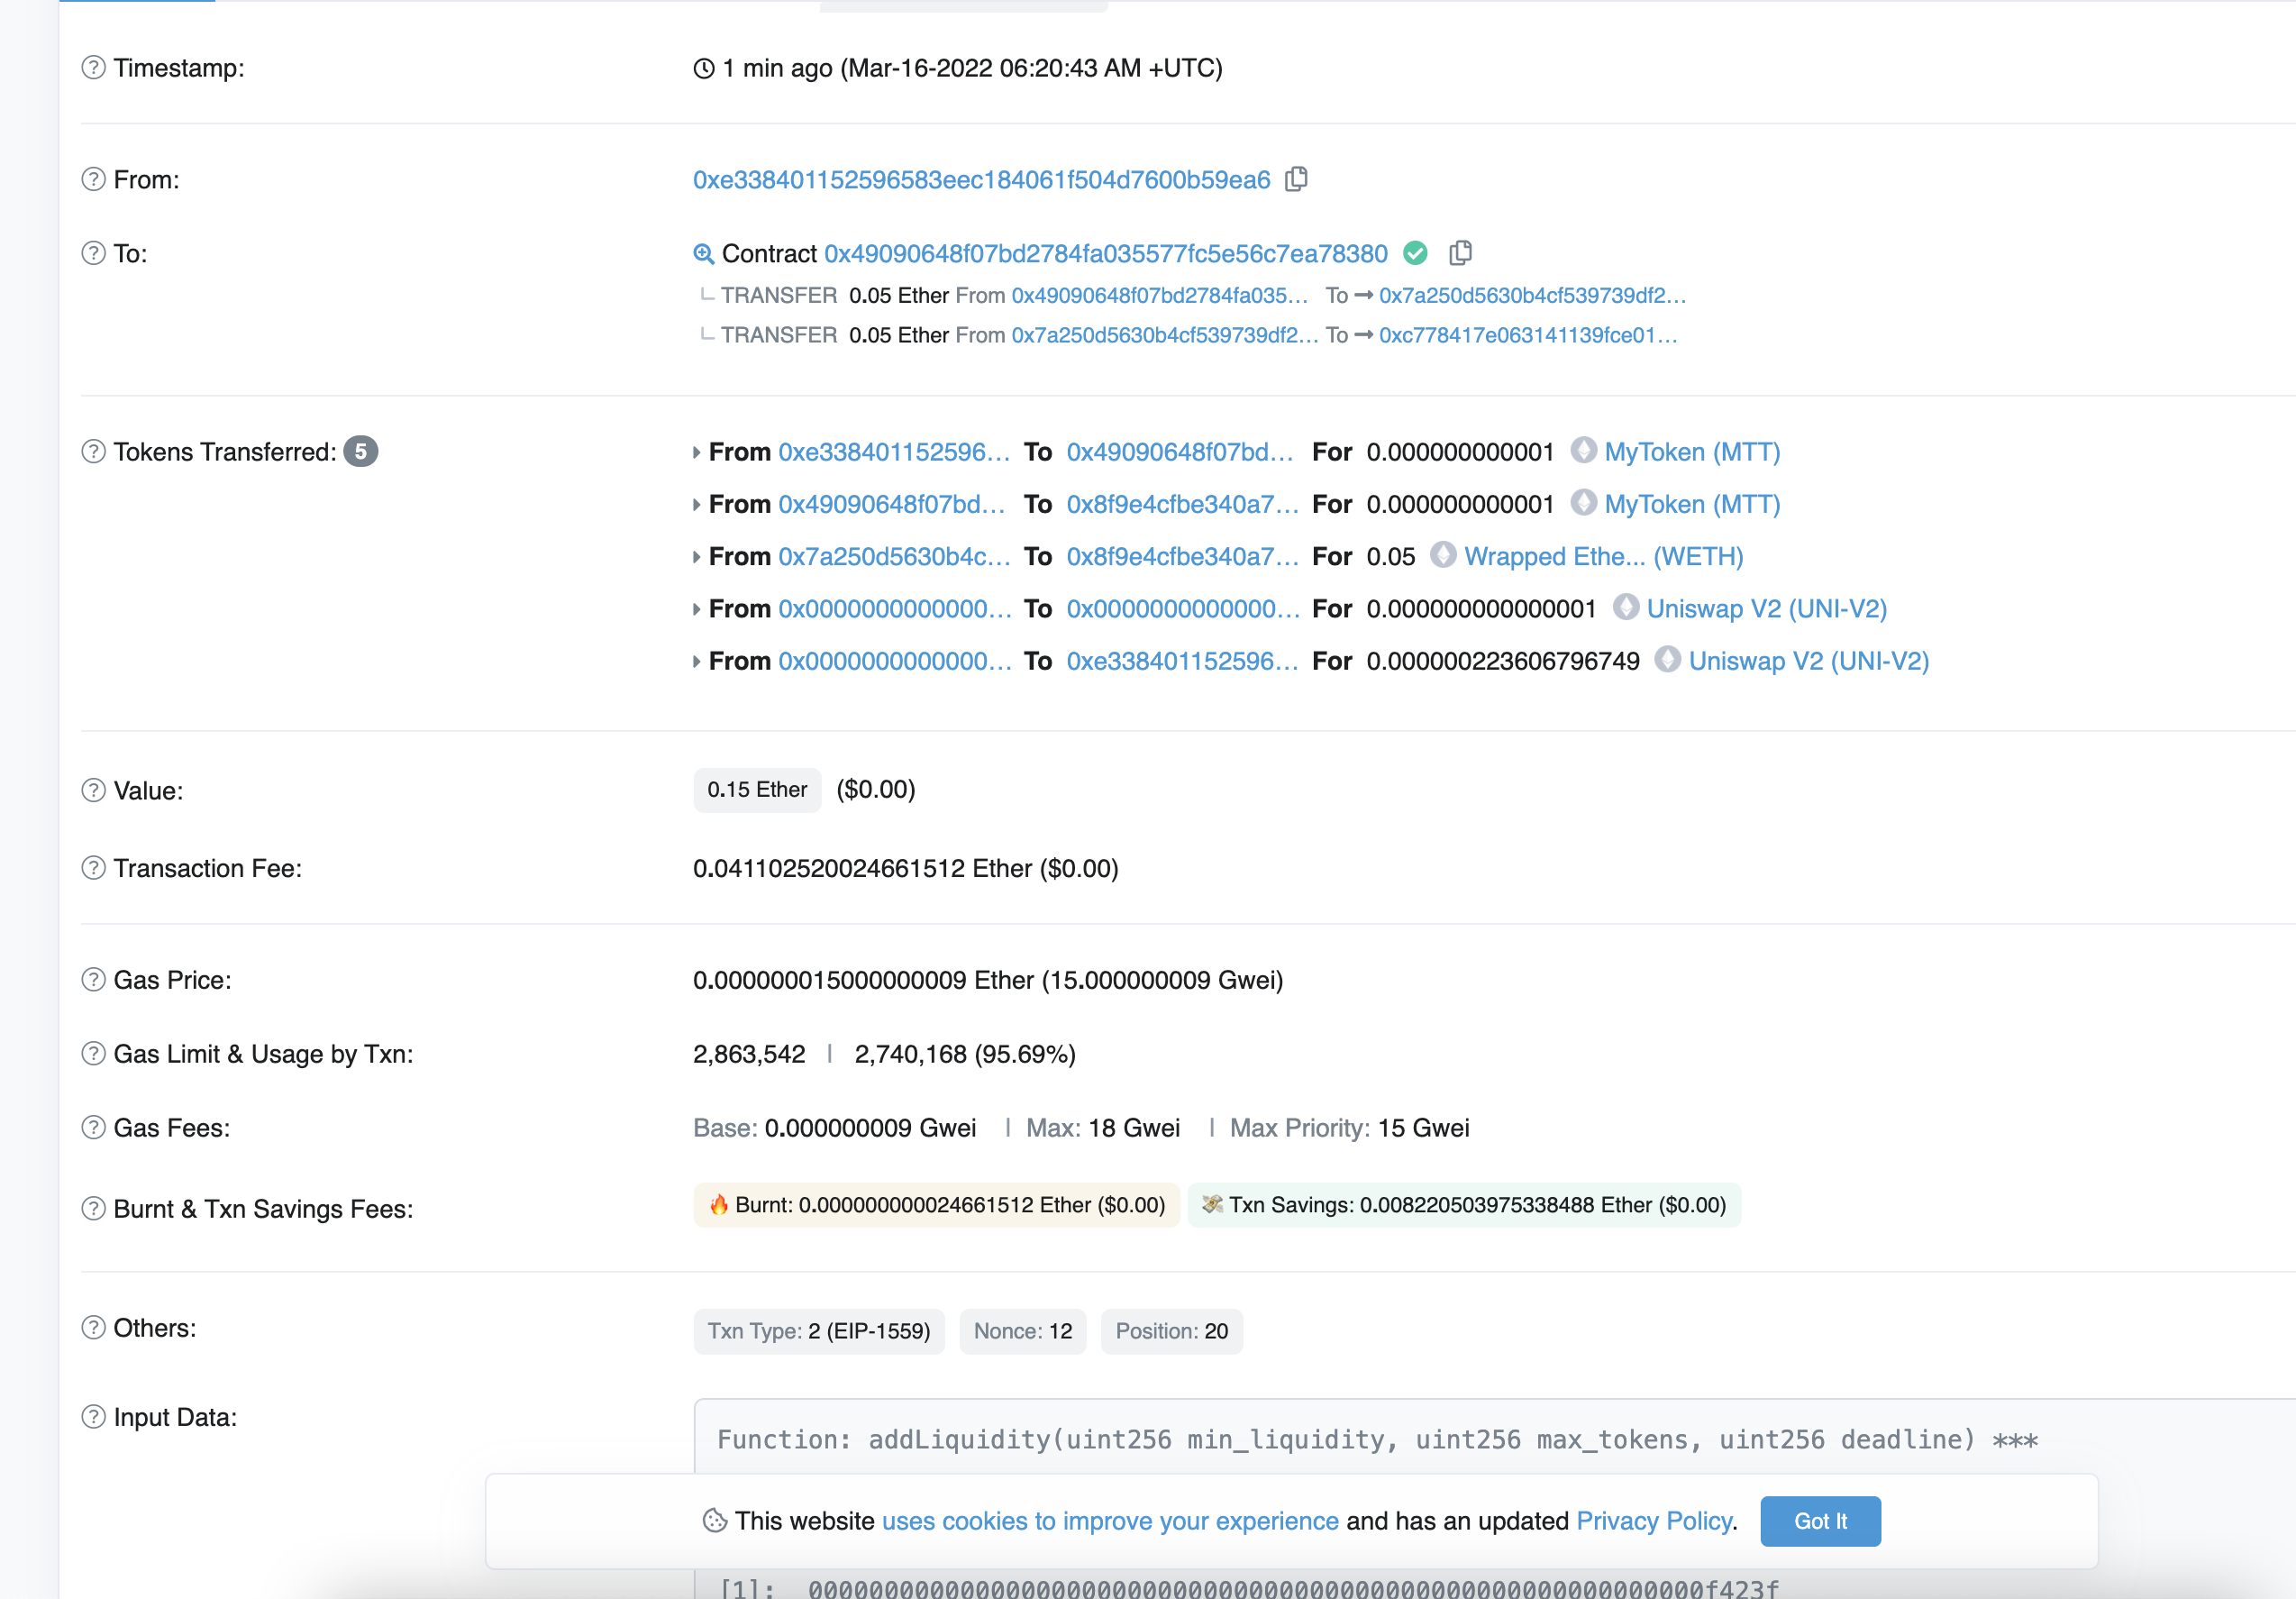 Timestamp: 1 min ago (Mar-16-2022 06:20:43 AM +UTC)
From: 0xe338401152596583eec184061f504d7600b59ea6
To: Contract 0x49090648f07bd2784fa035577fc5e56c7ea78380
TRANSFER 0.05 Ether From 0x49090648f07bd2784fa035... To → 0x7a250d5630b4cf539739df2...
TRANSFER 0.05 Ether From 0x7a250d5630b4cf539739df2... To → 0xc778417e063141139fce01...
Tokens Transferred: 5
From 0xe338401152596... To 0x49090648f07bd... For 0.000000000001 MyToken (MTT)
From 0x49090648f07bd... To 0x8f9e4cfbe340a7... For 0.000000000001 MyToken (MTT)
From 0x7a250d5630b4c... To 0x8f9e4cfbe340a7... For 0.05 Wrapped Ethe... (WETH)
From 0x0000000000000... To 0x0000000000000... For 0.000000000000001 Uniswap V2 (UNI-V2)
From 0x0000000000000... To 0xe338401152596... For 0.000000223606796749 Uniswap V2 (UNI-V2)
Value: 0.15 Ether ($0.00)
Transaction Fee: 0.041102520024661512 Ether ($0.00)
Gas Price: 0.000000015000000009 Ether (15.000000009 Gwei)
Gas Limit & Usage by Txn: 2,863,542 | 2,740,168 (95.69%)
Gas Fees: Base: 0.000000009 Gwei | Max: 18 Gwei | Max Priority: 15 Gwei
Burnt & Txn Savings Fees: 🔥 Burnt: 0.000000000024661512 Ether ($0.00) 💸 Txn Savings: 0.008220503975338488 Ether ($0.00)
Others: Txn Type: 2 (EIP-1559) Nonce: 12 Position: 20
Input Data:
Function: addLiquidity(uint256 min_liquidity, uint256 max_tokens, uint256 deadline) ***
This website uses cookies to improve your experience and has an updated Privacy Policy. Got It
[1]: